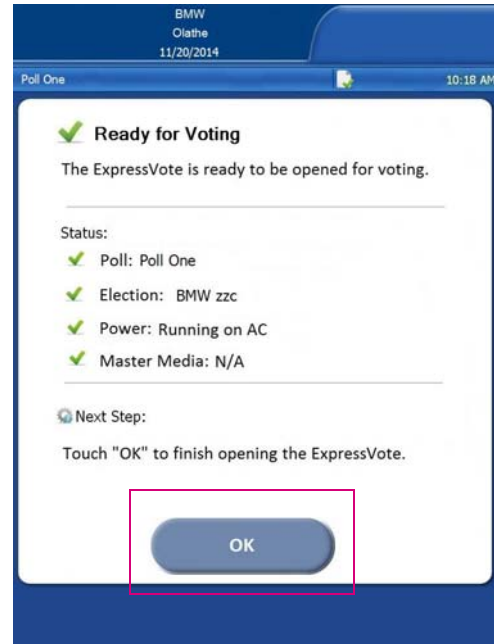 BMW
Olathe
11/20/2014
Poll One 10:18 AM
Ready for Voting
The ExpressVote is ready to be opened for voting.
Status:
Poll: Poll One
Election: BMW zzc
Power: Running on AC
Master Media: N/A
Next Step:
Touch "OK" to finish opening the ExpressVote.
OK